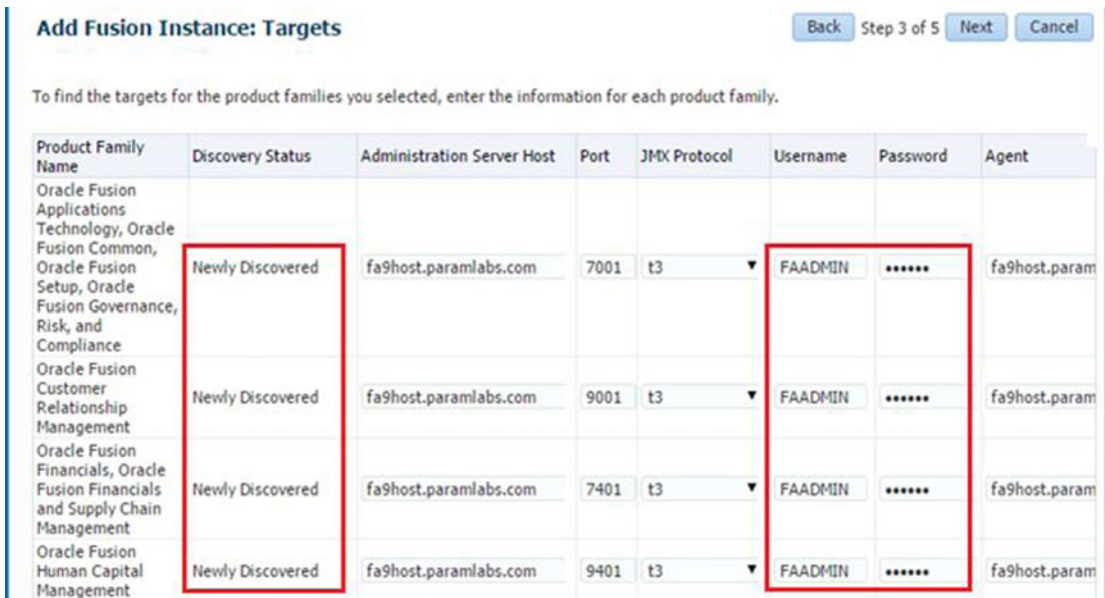 Add Fusion Instance: Targets
Back Step 3 of 5 Next Cancel
To find the targets for the product families you selected, enter the information for each product family.
Product Family Name Discovery Status Administration Server Host Port JMX Protocol Username Password Agent
Oracle Fusion
Applications
Technology, Oracle
Fusion Common,
Oracle Fusion
Setup, Oracle
Fusion Governance,
Risk, and
Compliance
Newly Discovered fa9host.paramlabs.com 7001 t3 FAADMIN •••••• fa9host.param
Oracle Fusion
Customer
Relationship
Management
Newly Discovered fa9host.paramlabs.com 9001 t3 FAADMIN •••••• fa9host.param
Oracle Fusion
Financials, Oracle
Fusion Financials
and Supply Chain
Management
Newly Discovered fa9host.paramlabs.com 7401 t3 FAADMIN •••••• fa9host.param
Oracle Fusion
Human Capital
Management
Newly Discovered fa9host.paramlabs.com 9401 t3 FAADMIN •••••• fa9host.param